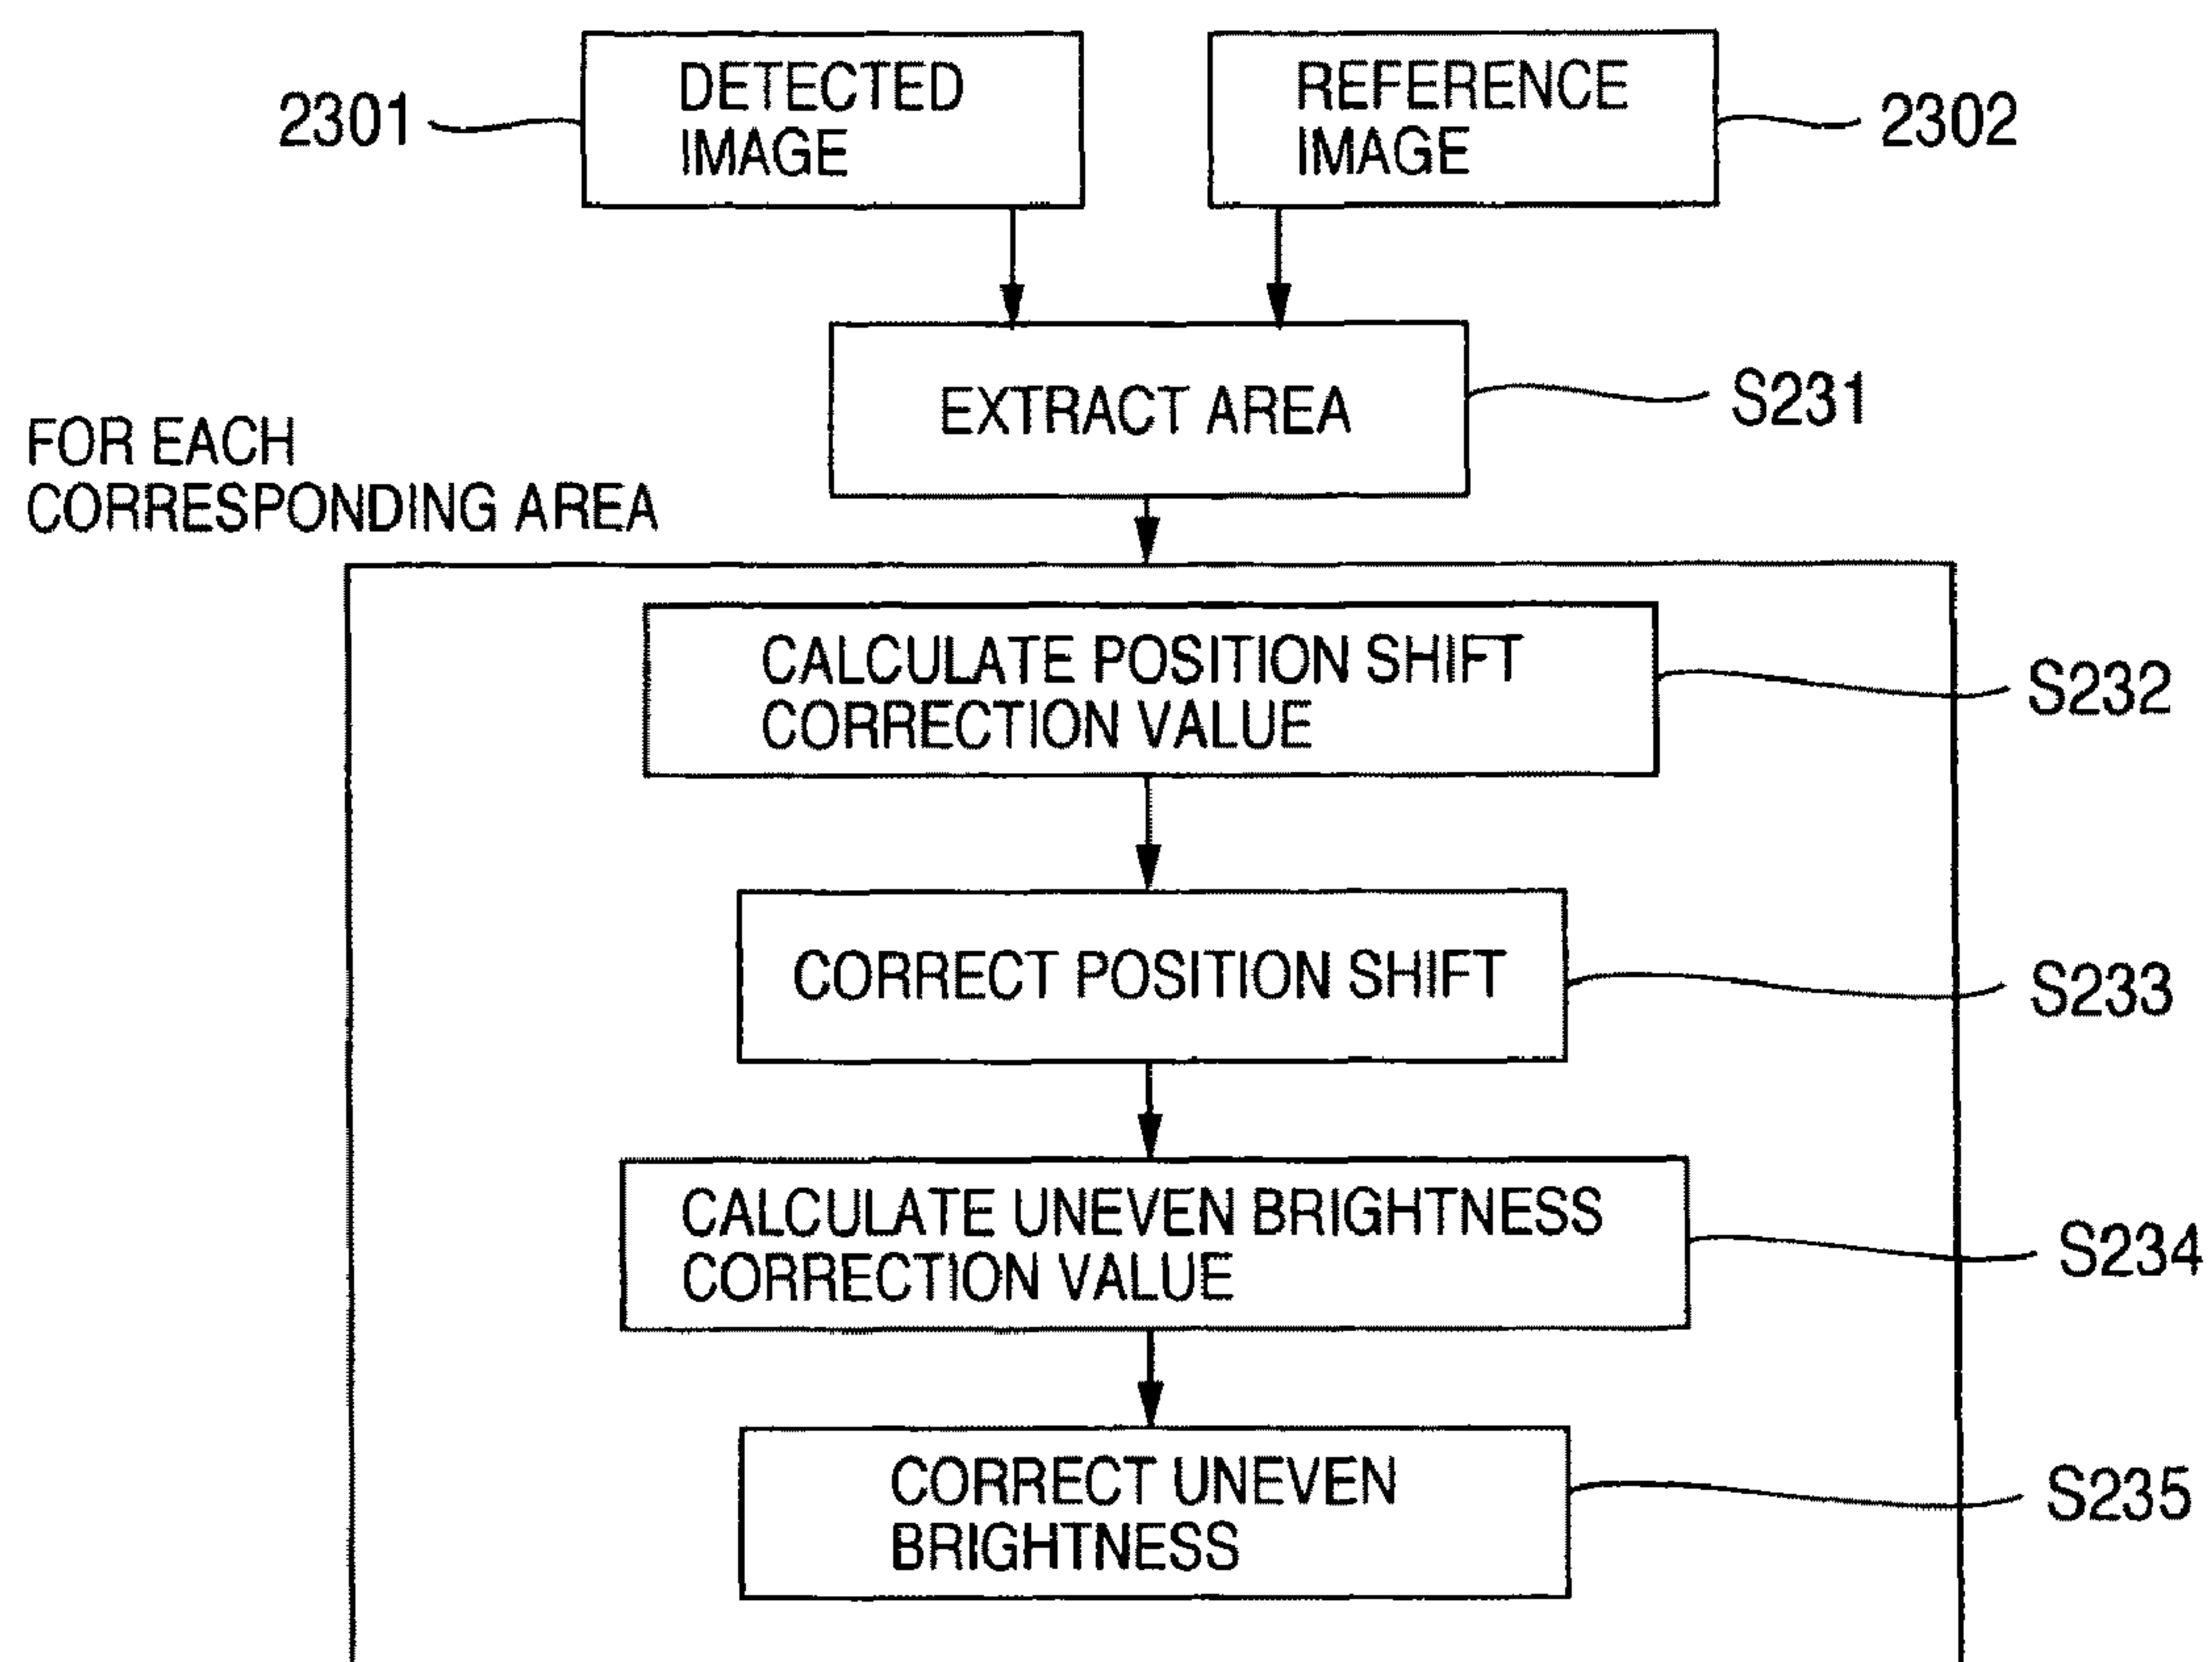 2301
DETECTED
IMAGE
REFERENCE
IMAGE
2302
EXTRACT AREA
S231
FOR EACH
CORRESPONDING AREA
CALCULATE POSITION SHIFT
CORRECTION VALUE
S232
CORRECT POSITION SHIFT
S233
CALCULATE UNEVEN BRIGHTNESS
CORRECTION VALUE
S234
CORRECT UNEVEN
BRIGHTNESS
S235